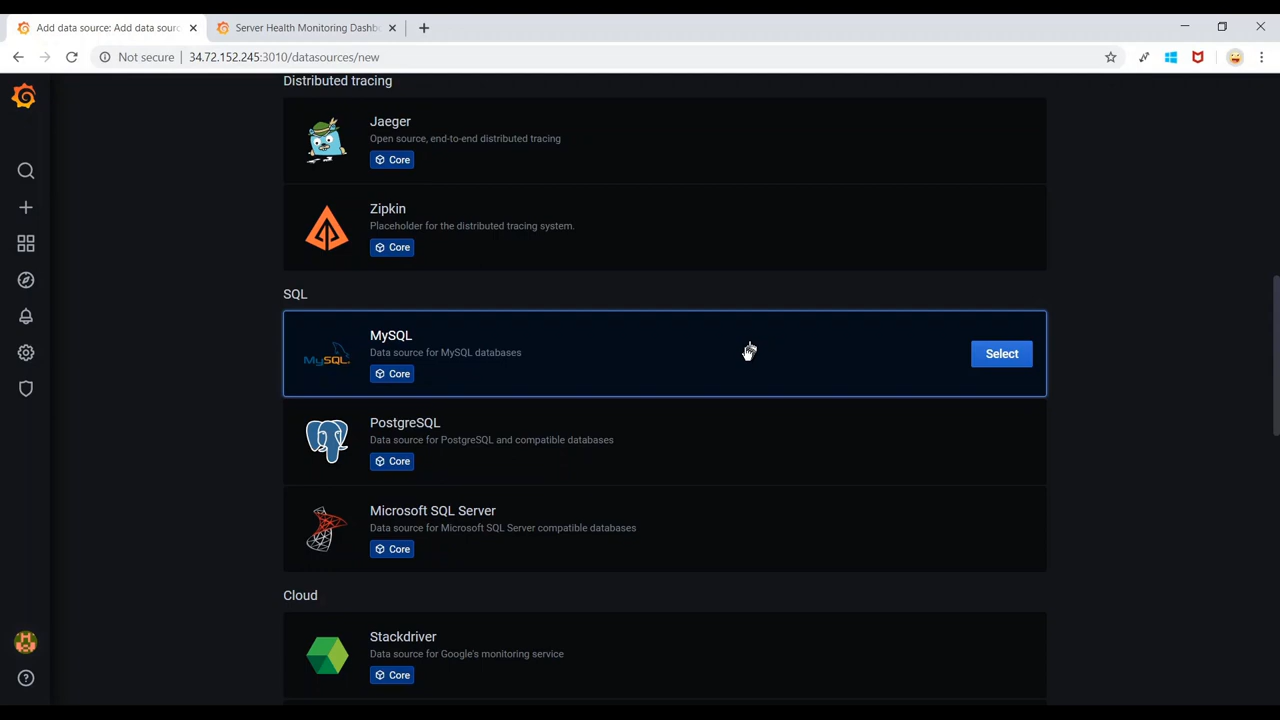 Add data source: Add data sourc
Server Health Monitoring Dashb
Not secure | 34.72.152.245:3010/datasources/new
Distributed tracing
Jaeger
Open source, end-to-end distributed tracing
Core
Zipkin
Placeholder for the distributed tracing system.
Core
SQL
MySQL
MySQL
Data source for MySQL databases
Core
Select
PostgreSQL
Data source for PostgreSQL and compatible databases
Core
Microsoft SQL Server
Data source for Microsoft SQL Server compatible databases
Core
Cloud
Stackdriver
Data source for Google's monitoring service
Core